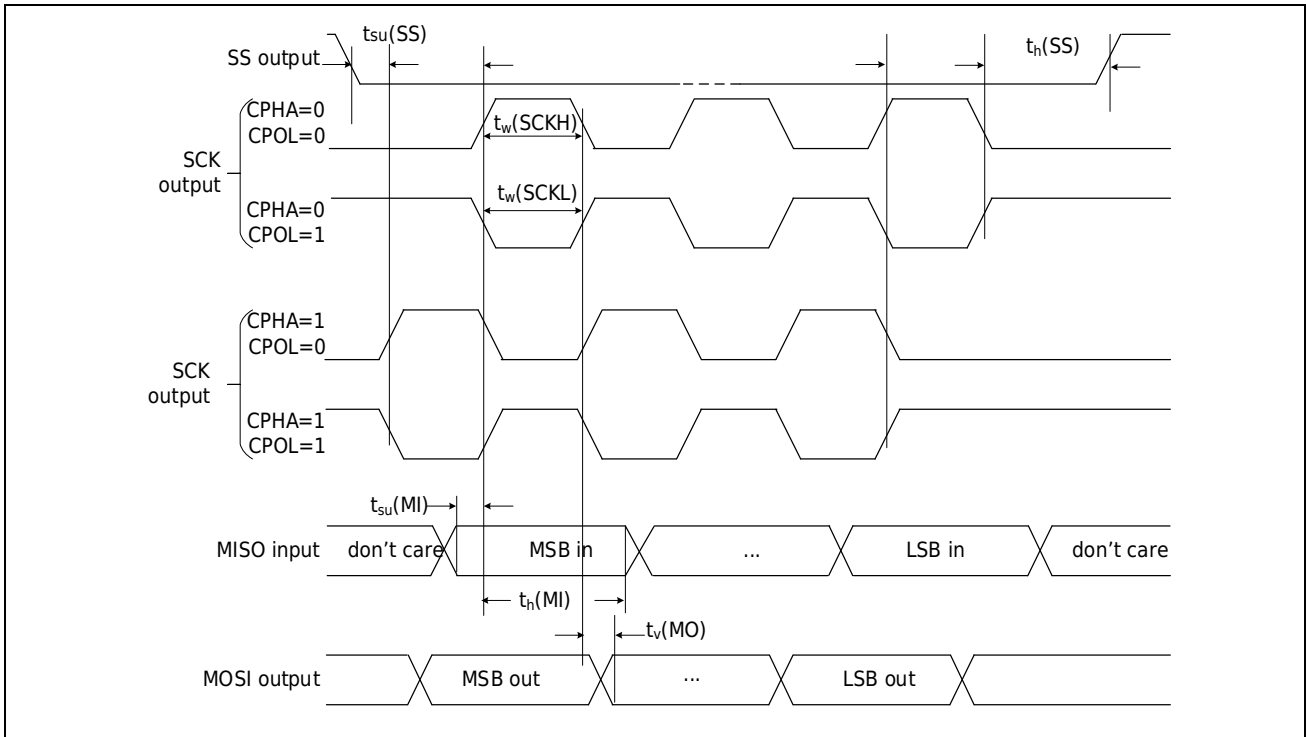 tsu(SS)
th(SS)
SS output
CPHA=0
CPOL=0
tw(SCKH)
SCK
output
tw(SCKL)
CPHA=0
CPOL=1
CPHA=1
CPOL=0
SCK
output
CPHA=1
CPOL=1
tsu(MI)
MISO input
don't care
MSB in
...
LSB in
don't care
th(MI)
tv(MO)
MOSI output
MSB out
...
LSB out